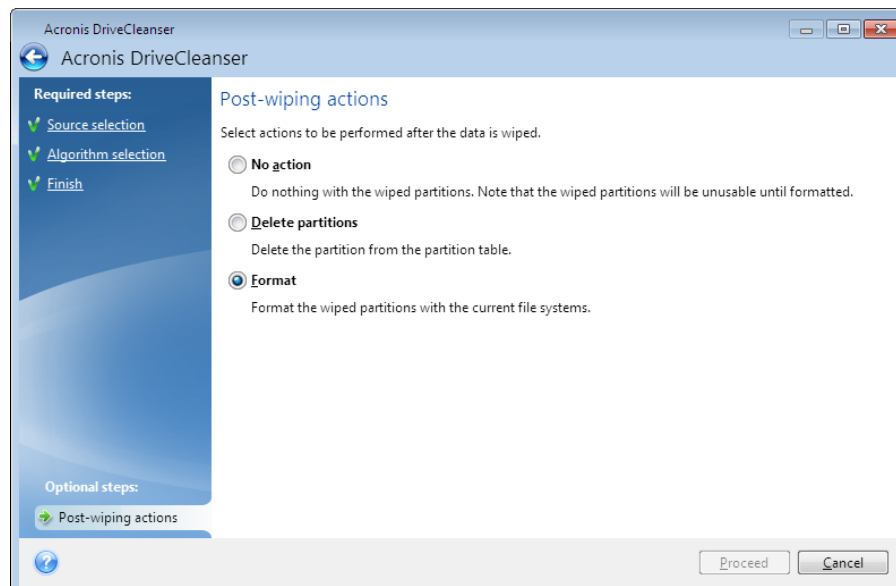 Acronis DriveCleanser
Acronis DriveCleanser
Required steps:
Source selection
Algorithm selection
Finish
Post-wiping actions
Select actions to be performed after the data is wiped.
No action
Do nothing with the wiped partitions. Note that the wiped partitions will be unusable until formatted.
Delete partitions
Delete the partition from the partition table.
Format
Format the wiped partitions with the current file systems.
Optional steps:
Post-wiping actions
?
Proceed
Cancel